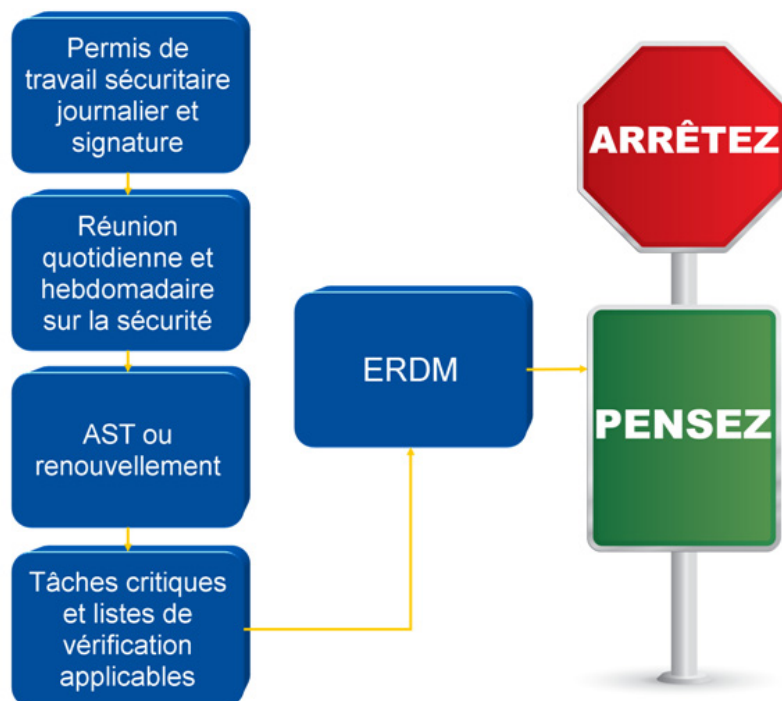 Permis de
travail sécuritaire
journalier et
signature
Réunion
quotidienne et
hebdomadaire
sur la sécurité
AST ou
renouvellement
Tâches critiques
et listes de
vérification
applicables
ERDM
ARRÊTEZ
PENSEZ